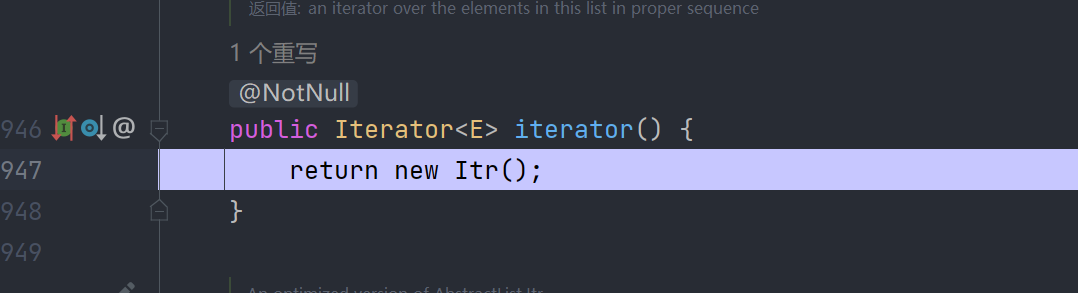 返回值: an iterator over the elements in this list in proper sequence
1 个重写
@NotNull
946 @ public Iterator<E> iterator() {
947 return new Itr();
948 }
949
An optimized version of AbstractList.Itr